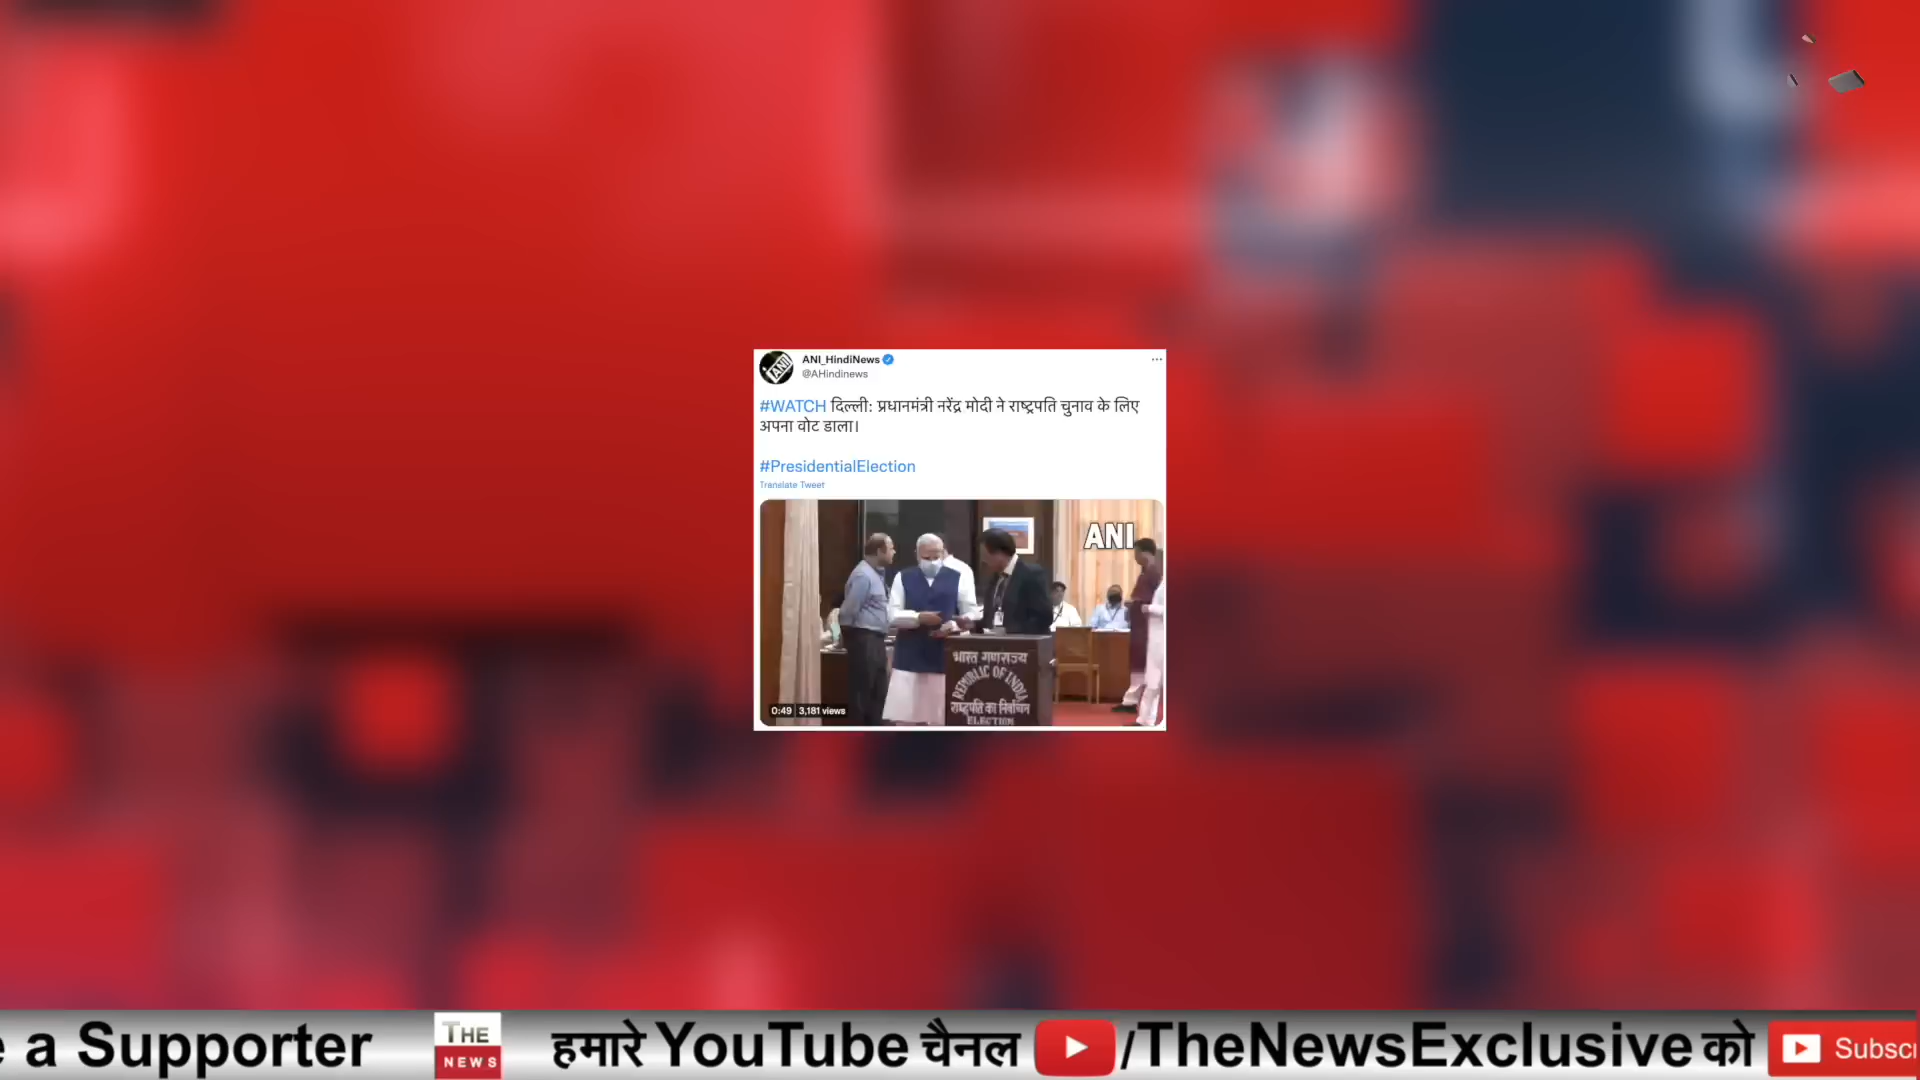 ANI_HindiNews
@AHindinews
#WATCH दिल्ली: प्रधानमंत्री नरेंद्र मोदी ने राष्ट्रपति चुनाव के लिए
अपना वोट डाला।
#PresidentialElection
Translate Tweet
ANI
भारत गणराज्य
REPUBLIC OF INDIA
राष्ट्रपति का निर्वाचन
ELECTION
0:49 3,181 views
e a Supporter THE NEWS हमारे YouTube चैनल /TheNewsExclusive को Subsc